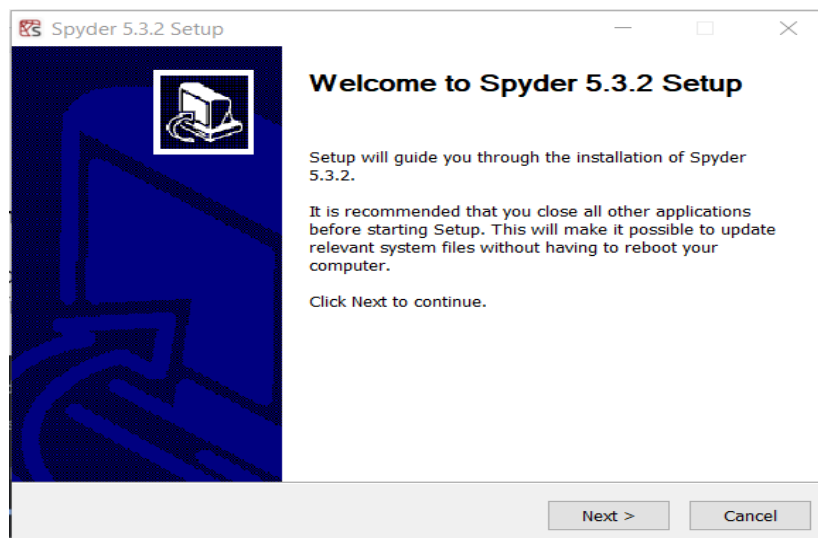 Spyder 5.3.2 Setup
Welcome to Spyder 5.3.2 Setup
Setup will guide you through the installation of Spyder
5.3.2.
It is recommended that you close all other applications
before starting Setup. This will make it possible to update
relevant system files without having to reboot your
computer.
Click Next to continue.
Next >
Cancel